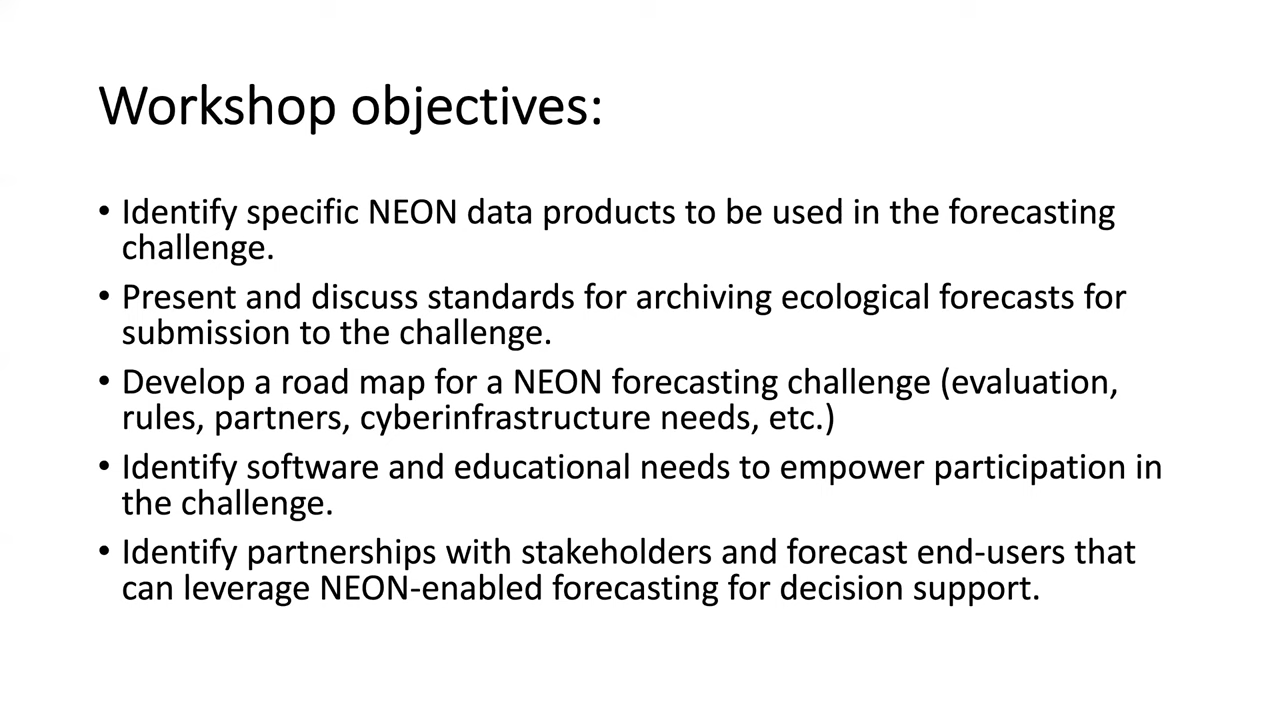 Workshop objectives:
• Identify specific NEON data products to be used in the forecasting
challenge.
• Present and discuss standards for archiving ecological forecasts for
submission to the challenge.
• Develop a road map for a NEON forecasting challenge (evaluation,
rules, partners, cyberinfrastructure needs, etc.)
• Identify software and educational needs to empower participation in
the challenge.
• Identify partnerships with stakeholders and forecast end-users that
can leverage NEON-enabled forecasting for decision support.